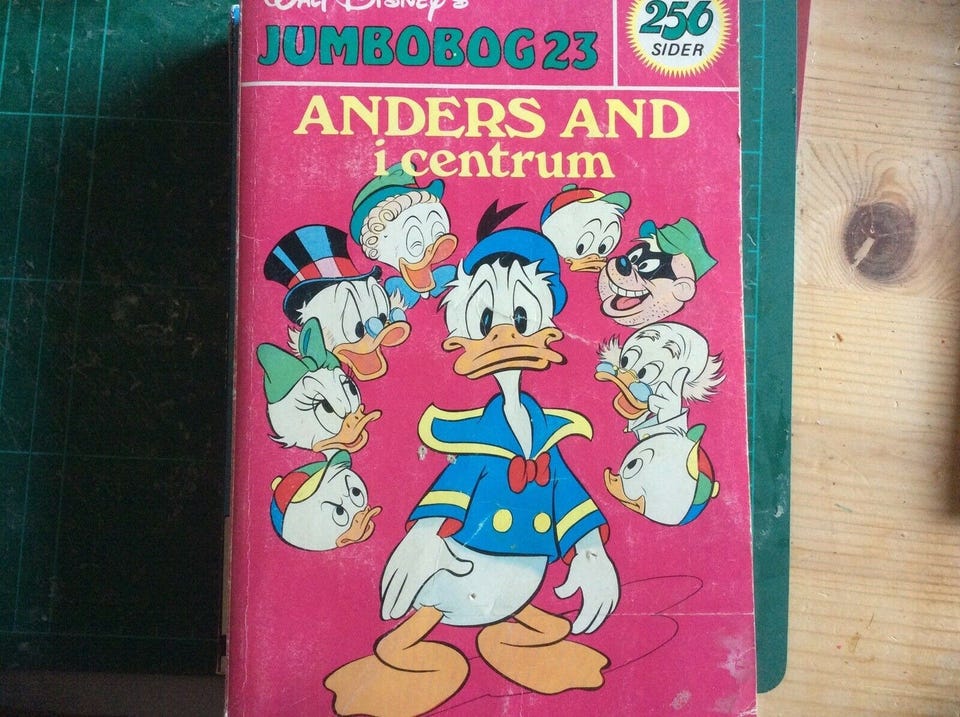 Walt Disney's
JUMBOBOG 23
256
SIDER
ANDERS AND
i centrum